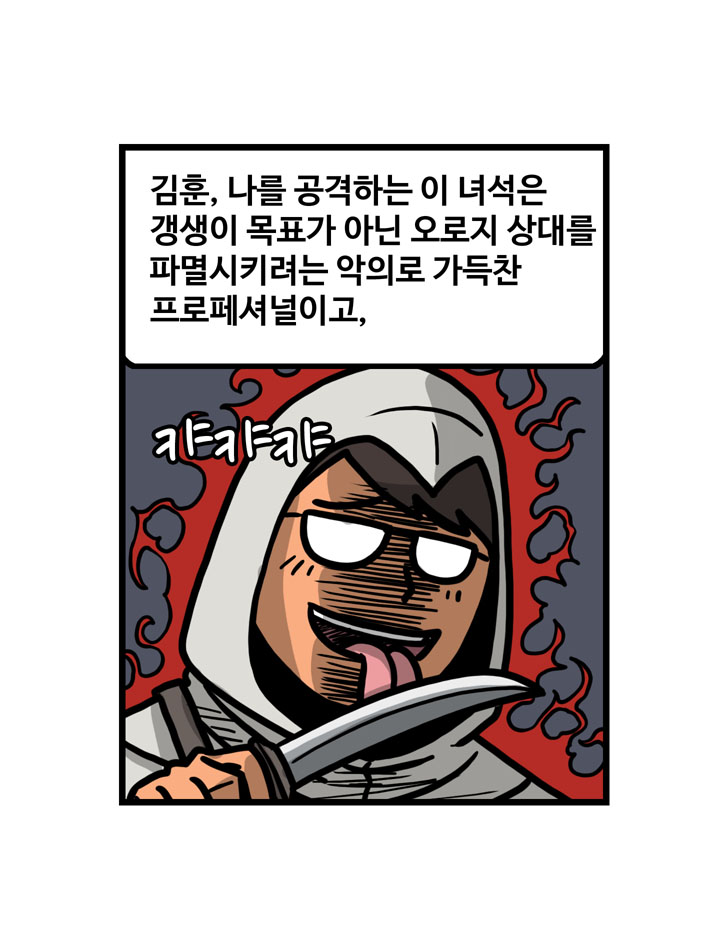 김훈, 나를 공격하는 이 녀석은
갱생이 목표가 아닌 오로지 상대를
파멸시키려는 악의로 가득찬
프로페셔널이고,
캬캬캬